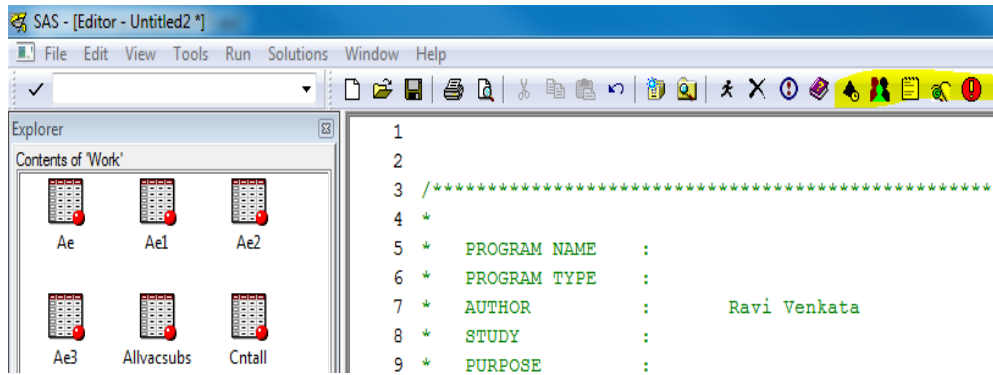 SAS - [Editor - Untitled2 *]
File Edit View Tools Run Solutions Window Help
Explorer
Contents of 'Work'
Ae Ae1 Ae2
Ae3 Allvacsubs Cntall
1
2
3 /***************************************************
4 *
5 * PROGRAM NAME :
6 * PROGRAM TYPE :
7 * AUTHOR : Ravi Venkata
8 * STUDY :
9 * PURPOSE :